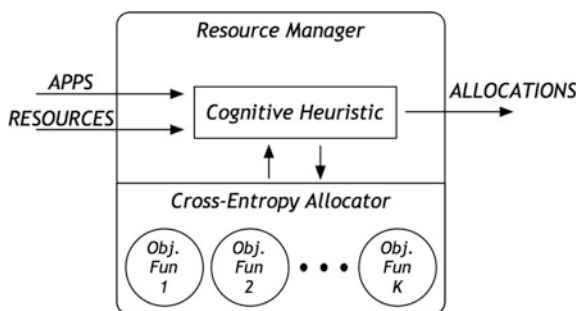 Resource Manager
APPS
RESOURCES
Cognitive Heuristic
ALLOCATIONS
Cross-Entropy Allocator
Obj.
Fun
1
Obj.
Fun
2
Obj.
Fun
K